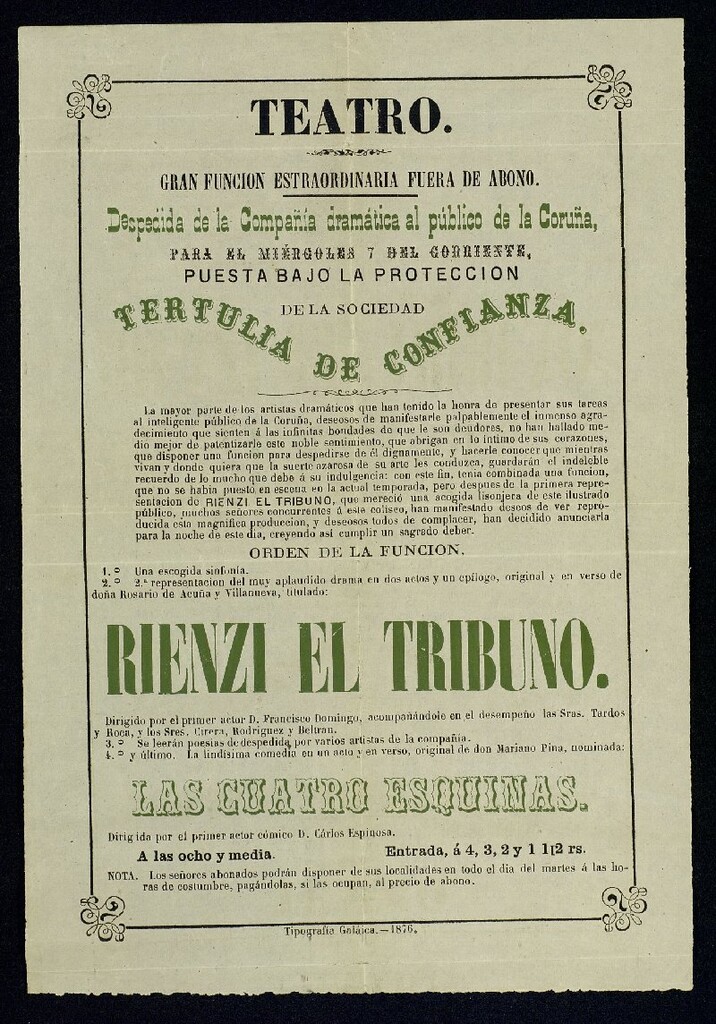 TEATRO.
GRAN FUNCION ESTRAORDINARIA FUERA DE ABONO.
Despedida de la Compañía dramática al público de la Coruña,
PARA EL MIÉRCOLES 7 DEL CORRIENTE,
PUESTA BAJO LA PROTECCION
DE LA SOCIEDAD
TERTULIA DE CONFIANZA.
La mayor parte de los artistas dramáticos que han tenido la honra de presentar sus tareas
al inteligente público de la Coruña, deseosos de manifestarle palpablemente el inmenso agra-
decimiento que sienten á las infinitas bondades de que le son deudores, no han hallado me-
dio mejor de patentizarle este noble sentimiento, que abrigan en lo íntimo de sus corazones,
que disponer una funcion para despedirse de él dignamente, y hacerle conocer que mientras
vivan y donde quiera que la suerte azarosa de su arte les conduzca, guardarán el indeleble
recuerdo de lo mucho que debe á su indulgencia: con este fin, tenia combinada una funcion,
que no se habia puesto en escena en la actual temporada, pero despues de la primera repre-
sentacion de RIENZI EL TRIBUNO, que mereció una acogida lisonjera de este ilustrado
público, muchos señores concurrentes á este coliseo, han manifestado deseos de ver repro-
ducida esta magnífica produccion, y deseosos todos de complacer, han decidido anunciarla
para la noche de este dia, creyendo así cumplir un sagrado deber.
ORDEN DE LA FUNCION.
1.º Una escogida sinfonía.
2.º 2.ª representacion del muy aplaudido drama en dos actos y un epílogo, original y en verso de
doña Rosario de Acuña y Villanueva, titulado:
RIENZI EL TRIBUNO.
Dirigido por el primer actor D. Francisco Domingo, acompañándole en el desempeño las Sras. Tardos
y Roca, y los Sres. Cirera, Rodriguez y Beltran.
3.º Se leerán poesías de despedida por varios artistas de la compañía.
4.º y último. La lindísima comedia en un acto y en verso, original de don Mariano Pina, nominada:
LAS CUATRO ESQUINAS.
Dirigida por el primer actor cómico D. Cárlos Espinosa.
A las ocho y media. Entrada, á 4, 3, 2 y 1 1|2 rs.
NOTA. Los señores abonados podrán disponer de sus localidades en todo el dia del martes á las ho-
ras de costumbre, pagándolas, si las ocupan, al precio de abono.
Tipografía Galáica.—1876.